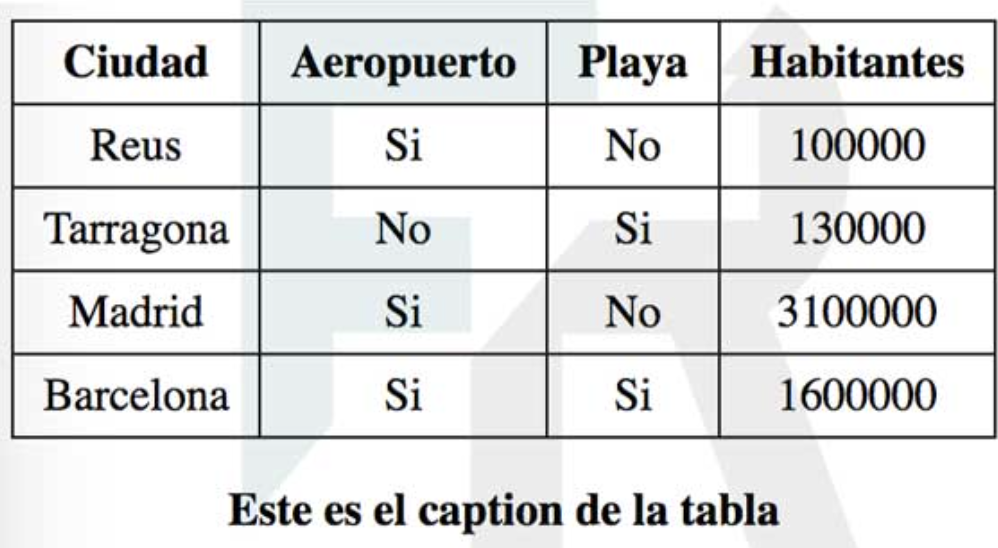 Ciudad Aeropuerto Playa Habitantes
Reus Si No 100000
Tarragona No Si 130000
Madrid Si No 3100000
Barcelona Si Si 1600000
Este es el caption de la tabla